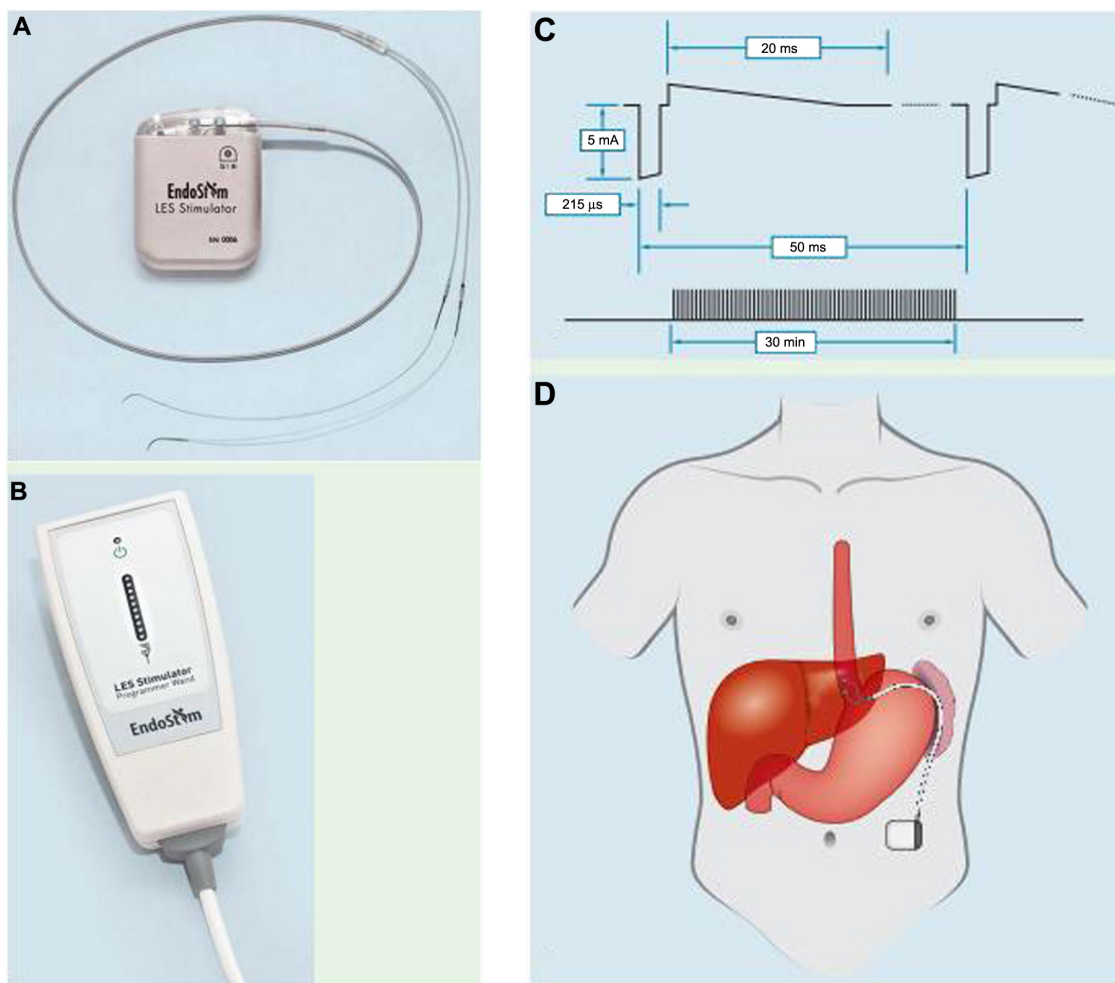 A
EndoStim
LES Stimulator
SN 0006
B
LES Stimulator
Programmer Wand
EndoStim
C
20 ms
5 mA
215 µs
50 ms
30 min
D